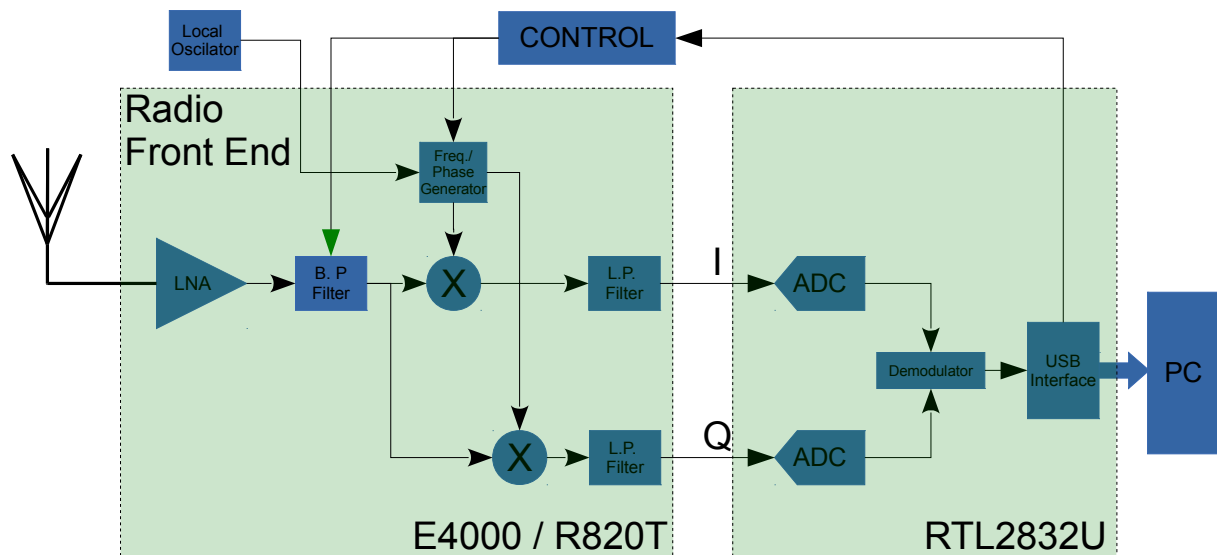 Local
Oscilator
CONTROL
Radio
Front End
Freq./
Phase
Generator
LNA
B. P
Filter
X
L.P.
Filter
I
ADC
Demodulator
USB
Interface
PC
X
L.P.
Filter
Q
ADC
E4000 / R820T
RTL2832U